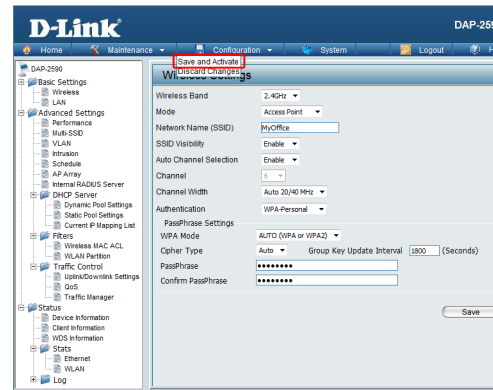 D-Link
DAP-259
Home Maintenance Configuration System Logout H
Save and Activate
Discard Changes
DAP-2590
Basic Settings
Wireless
LAN
Advanced Settings
Performance
Multi-SSID
VLAN
Intrusion
Schedule
AP Array
Internal RADIUS Server
DHCP Server
Dynamic Pool Settings
Static Pool Settings
Current IP Mapping List
Filters
Wireless MAC ACL
WLAN Partition
Traffic Control
Uplink/Downlink Settings
QoS
Traffic Manager
Status
Device Information
Client Information
WDS Information
Stats
Ethernet
WLAN
Log
Wireless Settings
Wireless Band 2.4GHz
Mode Access Point
Network Name (SSID) MyOffice
SSID Visibility Enable
Auto Channel Selection Enable
Channel 6
Channel Width Auto 20/40 MHz
Authentication WPA-Personal
PassPhrase Settings
WPA Mode AUTO (WPA or WPA2)
Cipher Type Auto Group Key Update Interval 1800 (Seconds)
PassPhrase ••••••••
Confirm PassPhrase ••••••••
Save